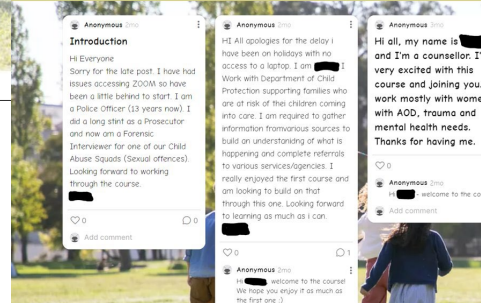 Anonymous 2mo
Introduction
Hi Everyone
Sorry for the late post. I have had
issues accessing ZOOM so have
been a little behind to start. I am
a Police Officer (13 years now). I
did a long stint as a Prosecutor
and now am a Forensic
Interviewer for one of our Child
Abuse Squads (Sexual offences).
Looking forward to working
through the course.
0
0
Add comment
Anonymous 2mo
HI All apologies for the delay i
have been on holidays with no
access to a laptop. I am I
Work with Department of Child
Protection supporting families who
are at risk of thei children coming
into care. I am required to gather
information fromvarious sources to
build an understanidng of what is
happening and complete referrals
to various services/agencies. I
really enjoyed the first course and
am looking to build on that
through this one. Looking forward
to learning as much as i can.
0
1
Anonymous 2mo
Hi welcome to the course!
We hope you enjoy it as much as
the first one :)
Anonymous 3mo
Hi all, my name is
and I'm a counsellor.
very excited with this
course and joining you.
work mostly with
with AOD, trauma and
mental health needs.
Thanks for having me.
0
Anonymous 2mo
welcome to the
Add comment